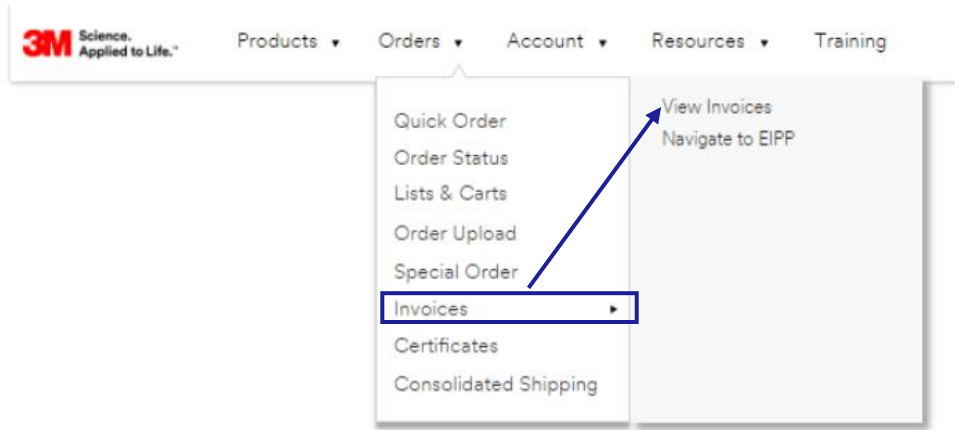 3M Science.
Applied to Life.™
Products ▾ Orders ▾ Account ▾ Resources ▾ Training
Quick Order
Order Status
Lists & Carts
Order Upload
Special Order
Invoices ▸
Certificates
Consolidated Shipping
View Invoices
Navigate to EIPP